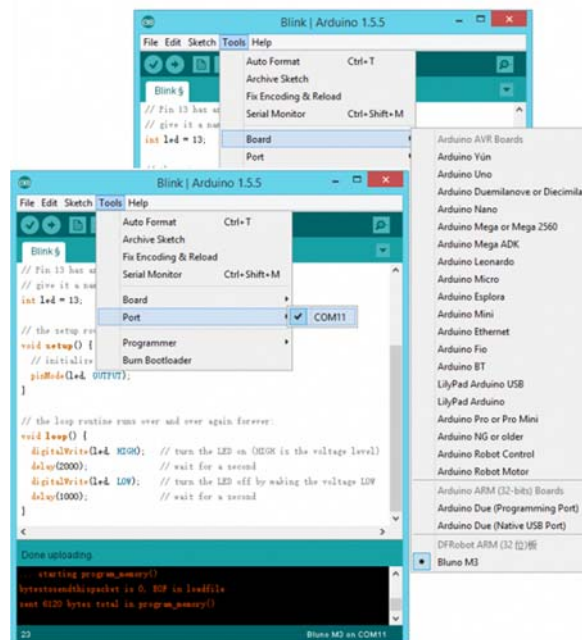 Blink | Arduino 1.5.5
File Edit Sketch Tools Help
Auto Format Ctrl+T
Archive Sketch
Fix Encoding & Reload
Serial Monitor Ctrl+Shift+M
Board
Port
Blink §
// Pin 13 has
// give it a
int led = 13;
Arduino AVR Boards
Arduino Yún
Arduino Uno
Arduino Duemilanove or Diecimila
Arduino Nano
Arduino Mega or Mega 2560
Arduino Mega ADK
Arduino Leonardo
Arduino Micro
Arduino Esplora
Arduino Mini
Arduino Ethernet
Arduino Fio
Arduino BT
LilyPad Arduino USB
LilyPad Arduino
Arduino Pro or Pro Mini
Arduino NG or older
Arduino Robot Control
Arduino Robot Motor
Arduino ARM (32-bits) Boards
Arduino Due (Programming Port)
Arduino Due (Native USB Port)
DFRobot ARM (32 位)板
Bluno M3
Blink | Arduino 1.5.5
File Edit Sketch Tools Help
Auto Format Ctrl+T
Archive Sketch
Fix Encoding & Reload
Serial Monitor Ctrl+Shift+M
Board
Port
COM11
Programmer
Burn Bootloader
Blink §
// Pin 13 has
// give it a
int led = 13;
// the setup
void setup() {
// initialize
pinMode(led, OUTPUT);
}
// the loop routine runs over and over again forever:
void loop() {
digitalWrite(led, HIGH); // turn the LED on (HIGH is the voltage level)
delay(2000); // wait for a second
digitalWrite(led, LOW); // turn the LED off by making the voltage LOW
delay(1000); // wait for a second
}
Done uploading.
starting program_memory()
bytestosendthispacket is 0, EOF in loadfile
sent 6120 bytes total in program_memory()
23 Bluno M3 on COM11